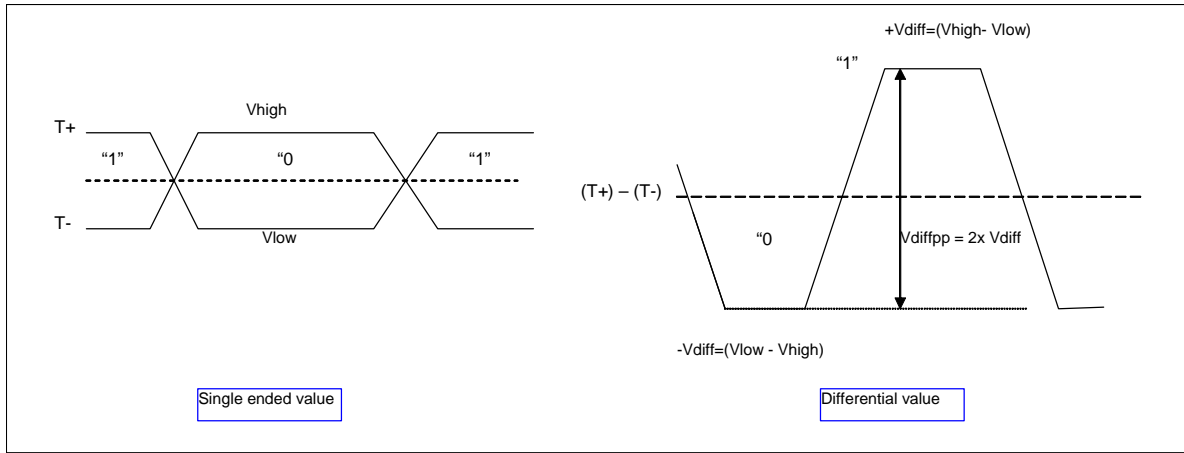 Vhigh
T+
“1”
“0
“1”
T-
Vlow
Single ended value
+Vdiff=(Vhigh- Vlow)
“1”
(T+) – (T-)
“0
Vdiffpp = 2x Vdiff
-Vdiff=(Vlow - Vhigh)
Differential value